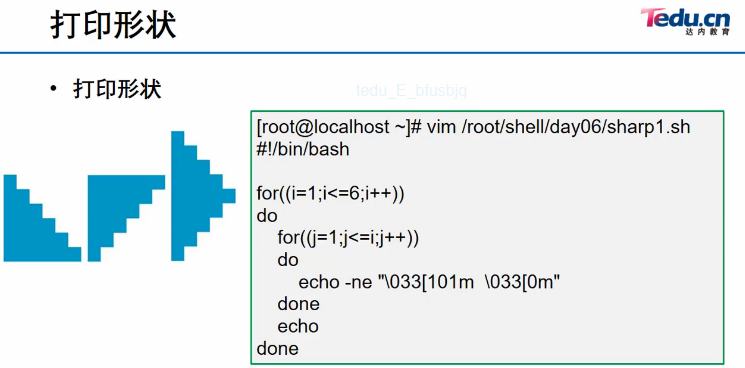 打印形状
Tedu.cn
达内教育
• 打印形状
tedu_E_bfusbjq
[root@localhost ~]# vim /root/shell/day06/sharp1.sh
#!/bin/bash

for((i=1;i<=6;i++))
do
    for((j=1;j<=i;j++))
    do
        echo -ne "\033[101m  \033[0m"
    done
    echo
done